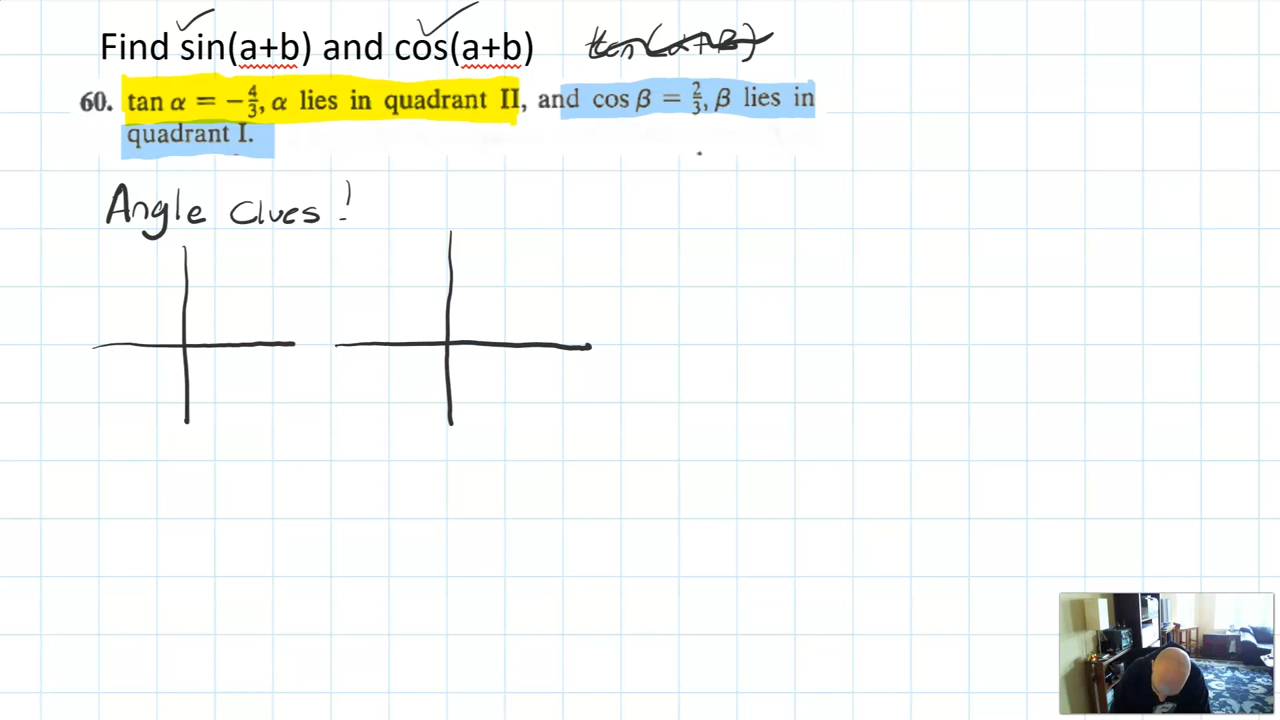 Find sin(a+b) and cos(a+b) tan(α+β)
60. tan α = −4/3, α lies in quadrant II, and cos β = 2/3, β lies in
quadrant I.
Angle Clues!